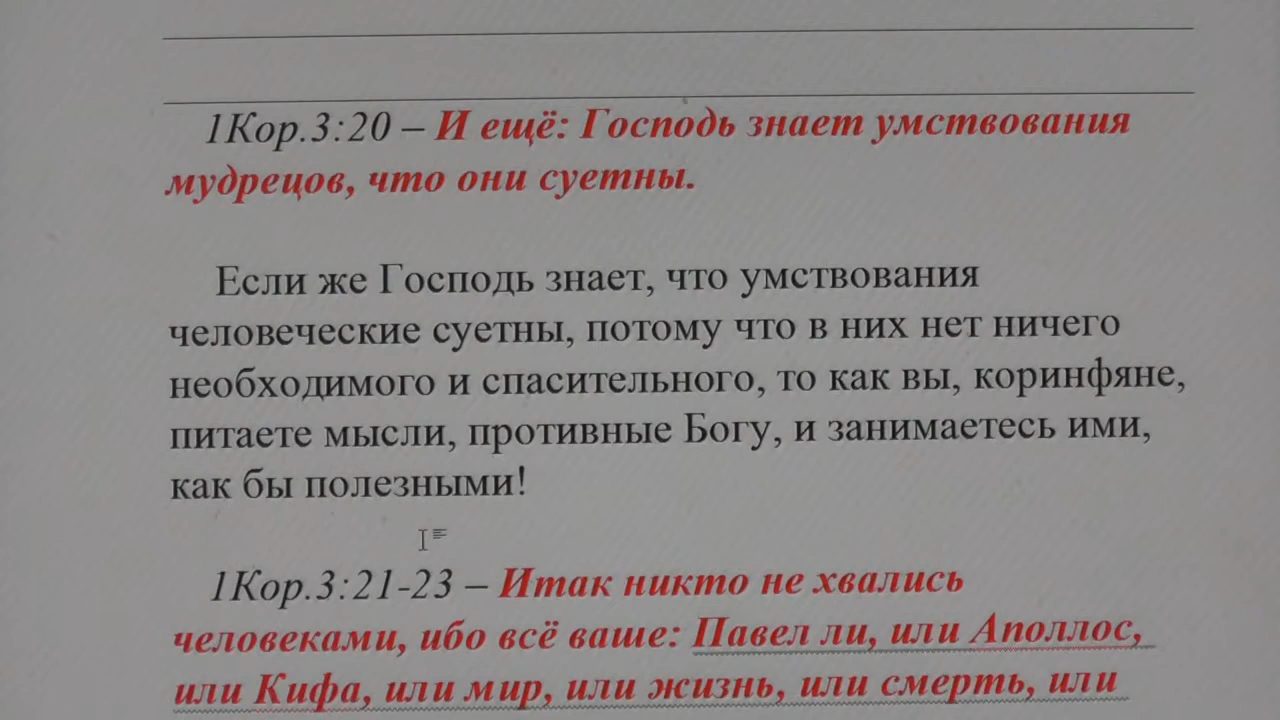 1Кор.3:20 – И ещё: Господь знает умствования
мудрецов, что они суетны.
Если же Господь знает, что умствования
человеческие суетны, потому что в них нет ничего
необходимого и спасительного, то как вы, коринфяне,
питаете мысли, противные Богу, и занимаетесь ими,
как бы полезными!
1Кор.3:21-23 – Итак никто не хвались
человеками, ибо всё ваше: Павел ли, или Аполлос,
или Кифа, или мир, или жизнь, или смерть, или